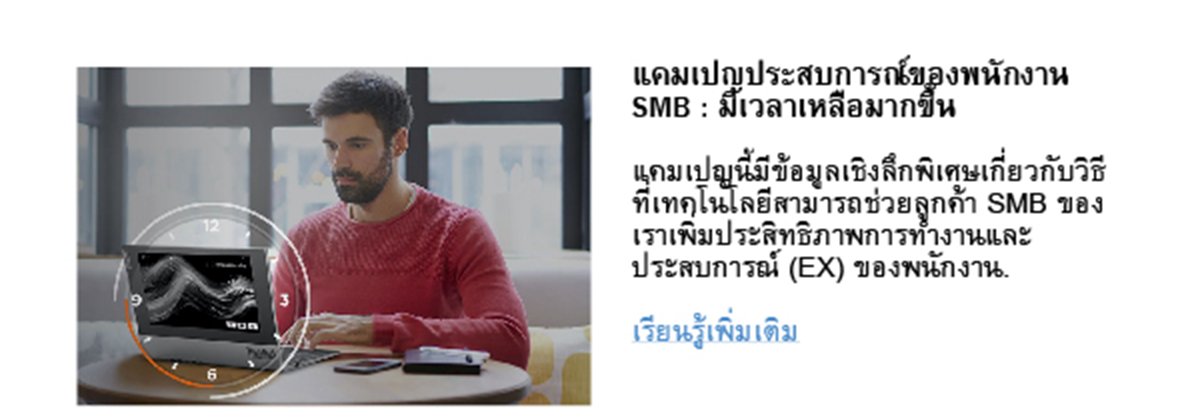 แคมเปญประสบการณ์ของพนักงาน
SMB : มีเวลาเหลือมากขึ้น
แคมเปญนี้มีข้อมูลเชิงลึกพิเศษเกี่ยวกับวิธี
ที่เทคโนโลยีสามารถช่วยลูกค้า SMB ของ
เราเพิ่มประสิทธิภาพการทำงานและ
ประสบการณ์ (EX) ของพนักงาน.
เรียนรู้เพิ่มเติม
12
9
3
6